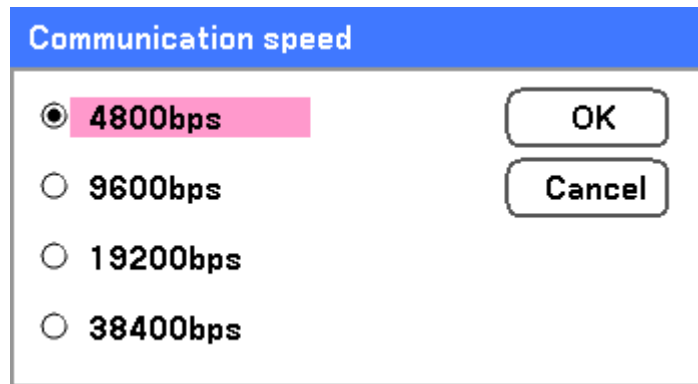 Communication speed
4800bps
OK
9600bps
Cancel
19200bps
38400bps